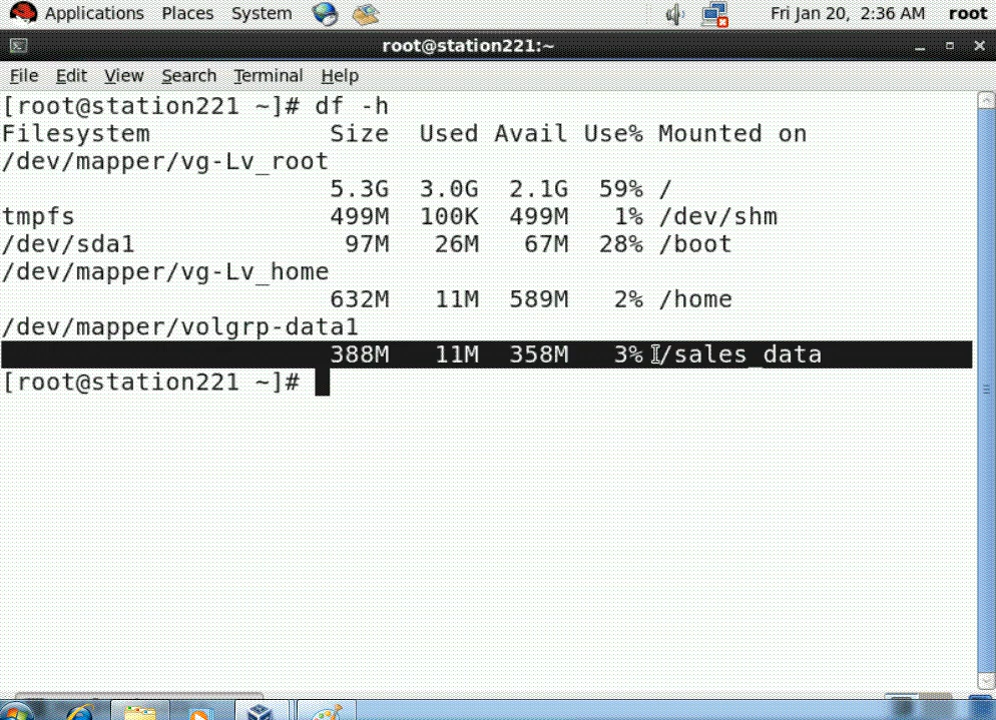 Applications Places System Fri Jan 20, 2:36 AM root
root@station221:~
File Edit View Search Terminal Help
[root@station221 ~]# df -h
Filesystem Size Used Avail Use% Mounted on
/dev/mapper/vg-Lv_root
5.3G 3.0G 2.1G 59% /
tmpfs 499M 100K 499M 1% /dev/shm
/dev/sda1 97M 26M 67M 28% /boot
/dev/mapper/vg-Lv_home
632M 11M 589M 2% /home
/dev/mapper/volgrp-data1
388M 11M 358M 3% /sales_data
[root@station221 ~]#